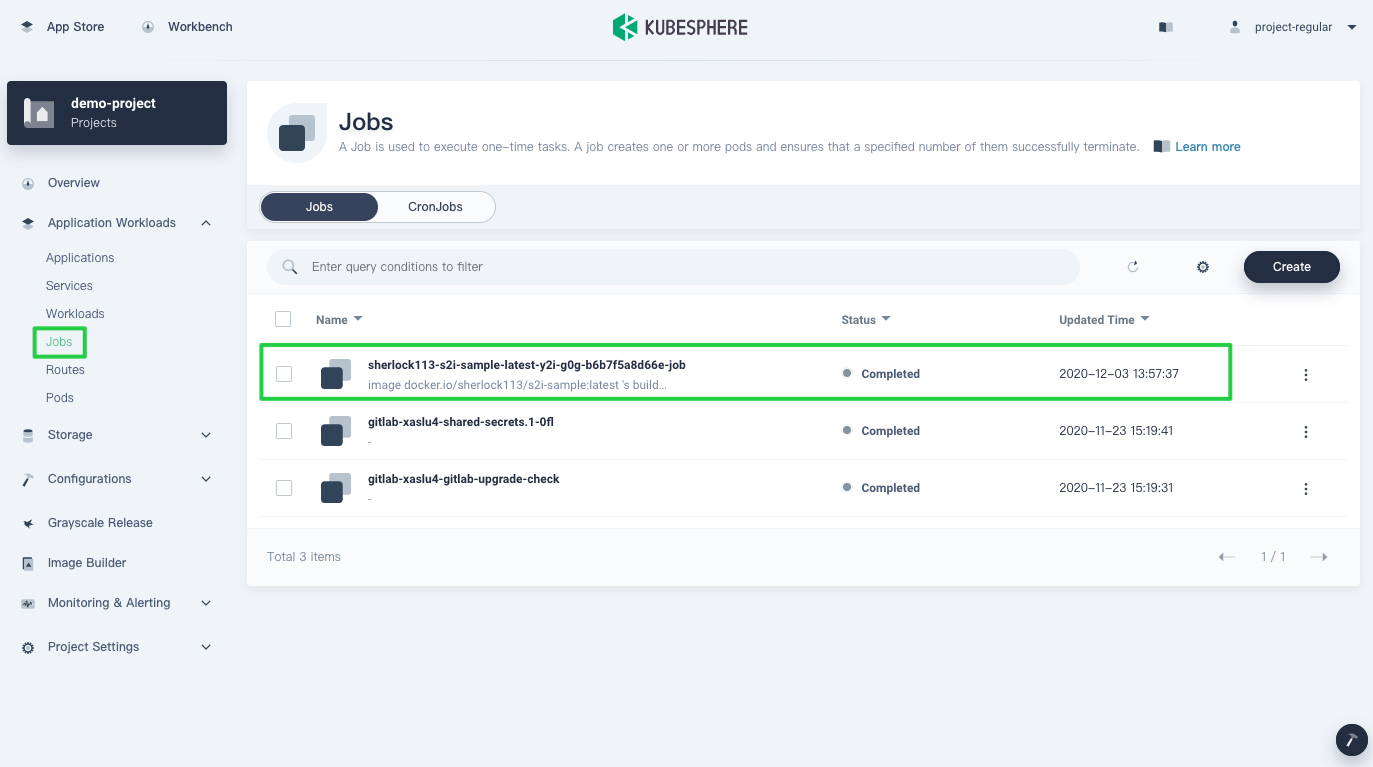 App Store
Workbench
KUBESPHERE
project-regular
demo-project
Projects
Overview
Application Workloads
Applications
Services
Workloads
Jobs
Routes
Pods
Storage
Configurations
Grayscale Release
Image Builder
Monitoring & Alerting
Project Settings
Jobs
A Job is used to execute one-time tasks. A job creates one or more pods and ensures that a specified number of them successfully terminate. Learn more
Jobs CronJobs
Enter query conditions to filter
Create
Name Status Updated Time
sherlock113-s2i-sample-latest-y2i-g0g-b6b7f5a8d66e-job
image docker.io/sherlock113/s2i-sample:latest 's build...
Completed
2020-12-03 13:57:37
gitlab-xaslu4-shared-secrets.1-0fl
-
Completed
2020-11-23 15:19:41
gitlab-xaslu4-gitlab-upgrade-check
-
Completed
2020-11-23 15:19:31
Total 3 items
1 / 1